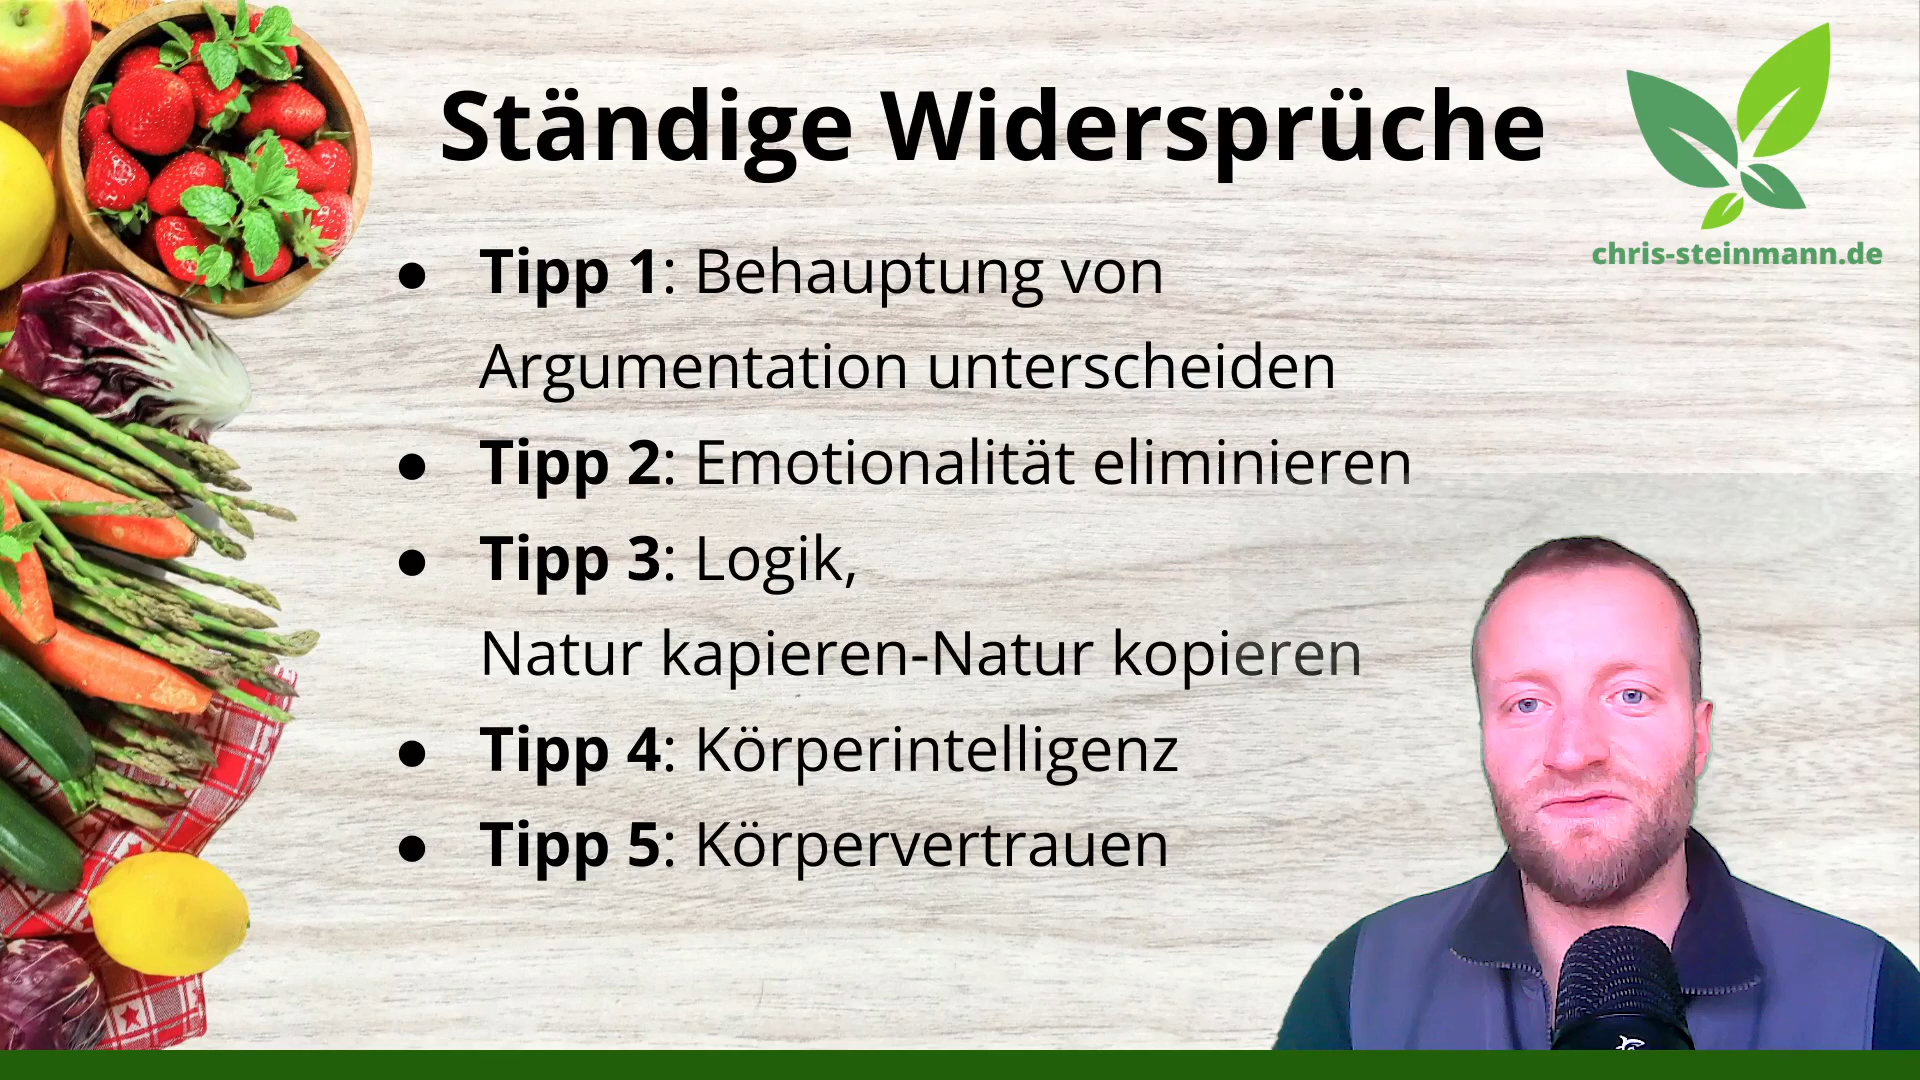 Ständige Widersprüche
chris-steinmann.de
● Tipp 1: Behauptung von
Argumentation unterscheiden
● Tipp 2: Emotionalität eliminieren
● Tipp 3: Logik,
Natur kapieren-Natur kopieren
● Tipp 4: Körperintelligenz
● Tipp 5: Körpervertrauen